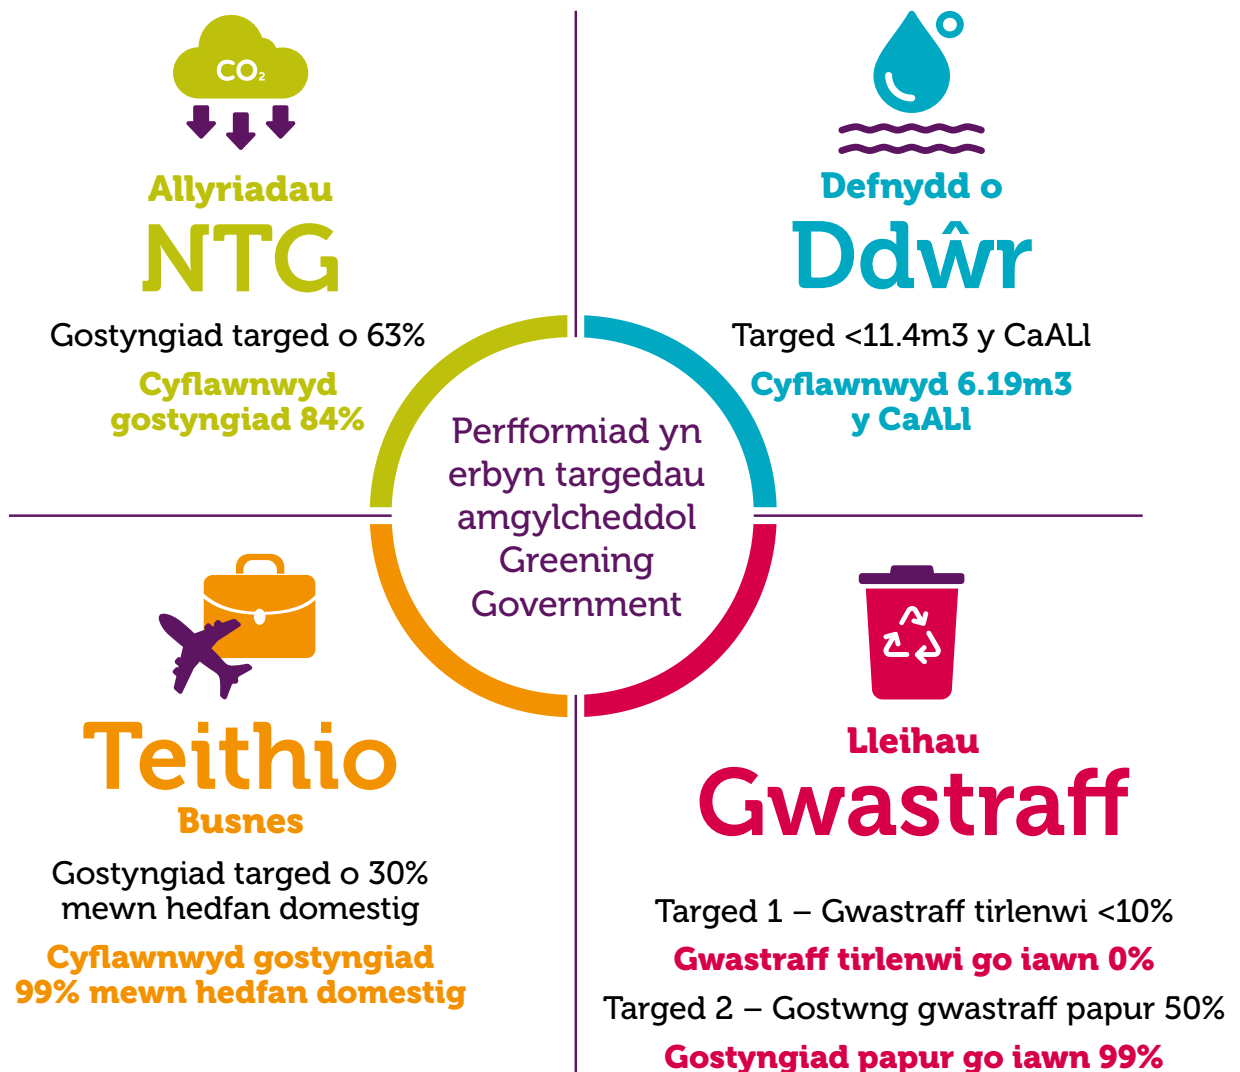 CO₂
Allyriadau
NTG
Gostyngiad targed o 63%
Cyflawnwyd
gostyngiad 84%
Defnydd o
Ddŵr
Targed <11.4m3 y CaALl
Cyflawnwyd 6.19m3
y CaALl
Perfformiad yn
erbyn targedau
amgylcheddol
Greening
Government
Teithio
Busnes
Gostyngiad targed o 30%
mewn hedfan domestig
Cyflawnwyd gostyngiad
99% mewn hedfan domestig
Lleihau
Gwastraff
Targed 1 – Gwastraff tirlenwi <10%
Gwastraff tirlenwi go iawn 0%
Targed 2 – Gostwng gwastraff papur 50%
Gostyngiad papur go iawn 99%